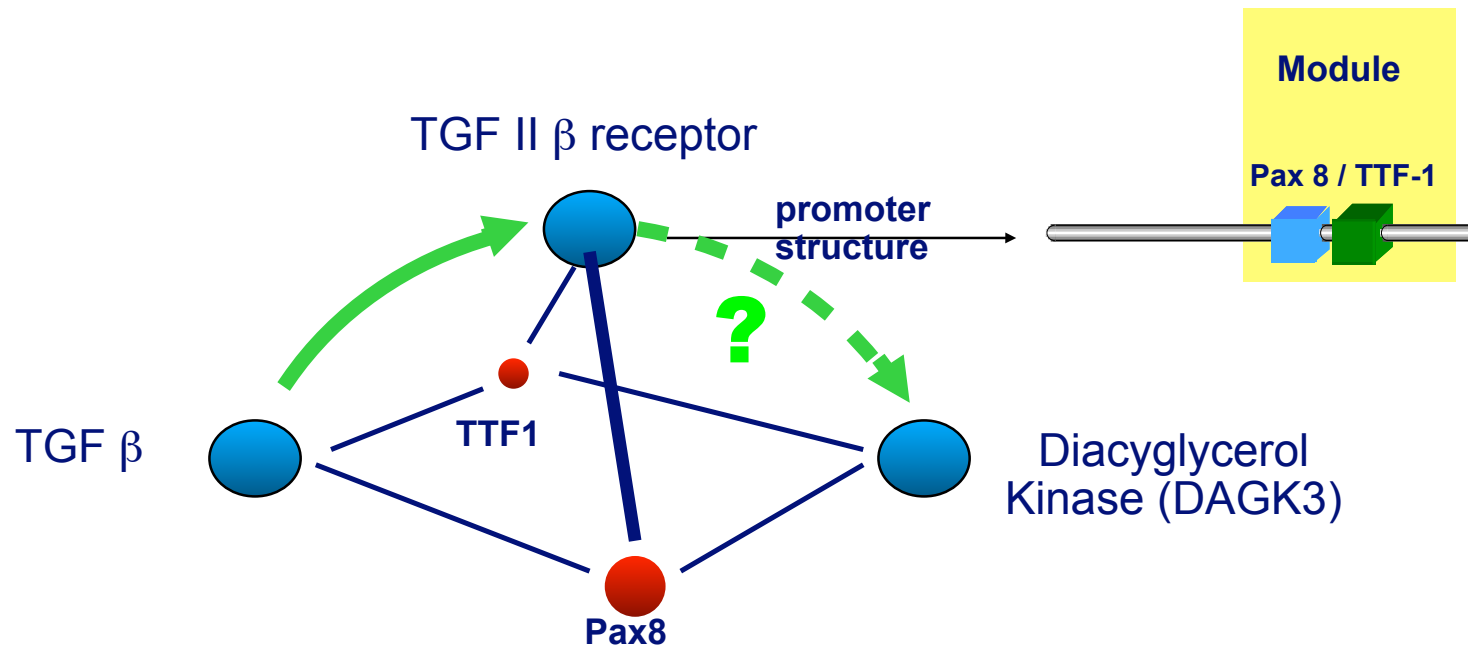 Module
TGF II β receptor
Pax 8 / TTF-1
promoter
structure
?
TTF1
TGF β
Diacyglycerol
Kinase (DAGK3)
Pax8